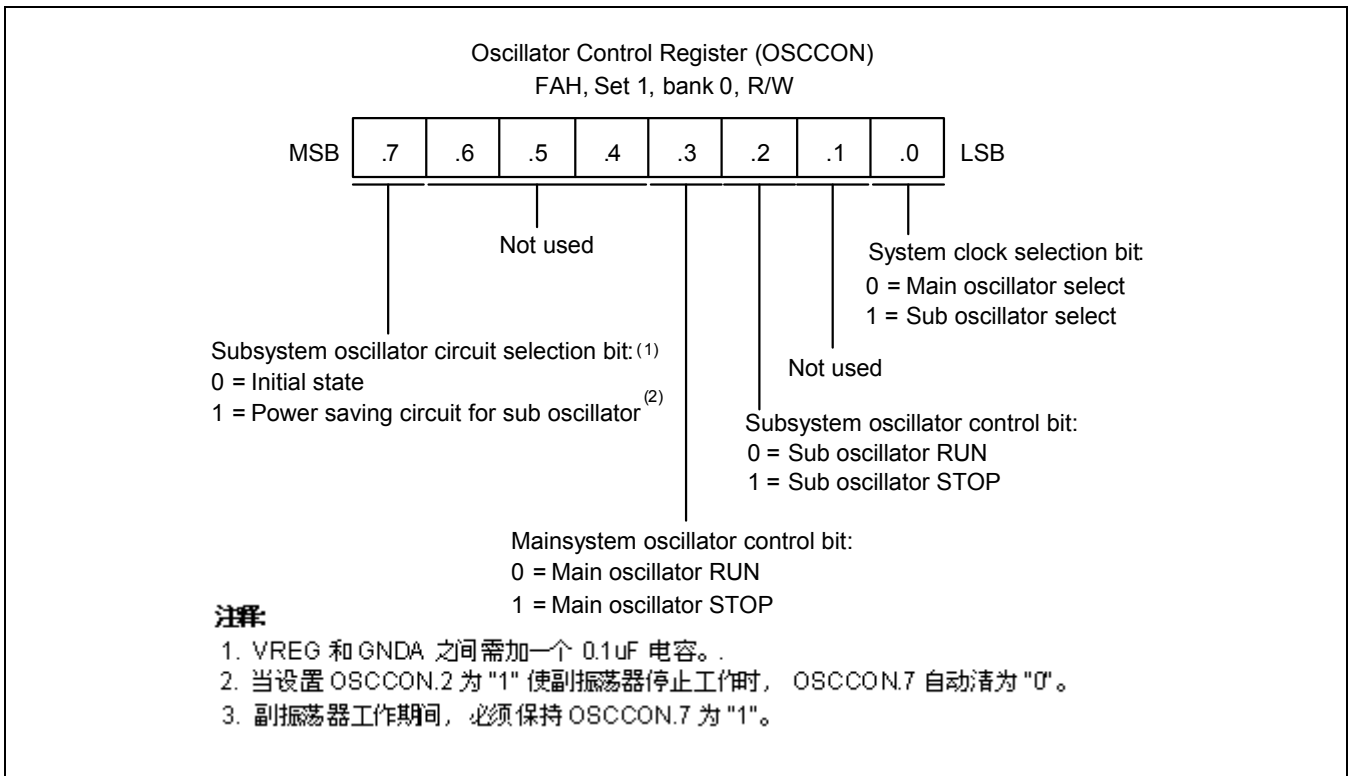 Oscillator Control Register (OSCCON)
FAH, Set 1, bank 0, R/W
MSB .7 .6 .5 .4 .3 .2 .1 .0 LSB
Not used
System clock selection bit:
0 = Main oscillator select
1 = Sub oscillator select
Subsystem oscillator circuit selection bit: (1)
0 = Initial state
1 = Power saving circuit for sub oscillator (2)
Not used
Subsystem oscillator control bit:
0 = Sub oscillator RUN
1 = Sub oscillator STOP
Mainsystem oscillator control bit:
0 = Main oscillator RUN
1 = Main oscillator STOP
注释:
1. VREG 和 GNDA 之间需加一个 0.1uF 电容。.
2. 当设置 OSCCON.2 为 "1" 使副振荡器停止工作时， OSCCON.7 自动清为 "0"。
3. 副振荡器工作期间，必须保持 OSCCON.7 为 "1"。